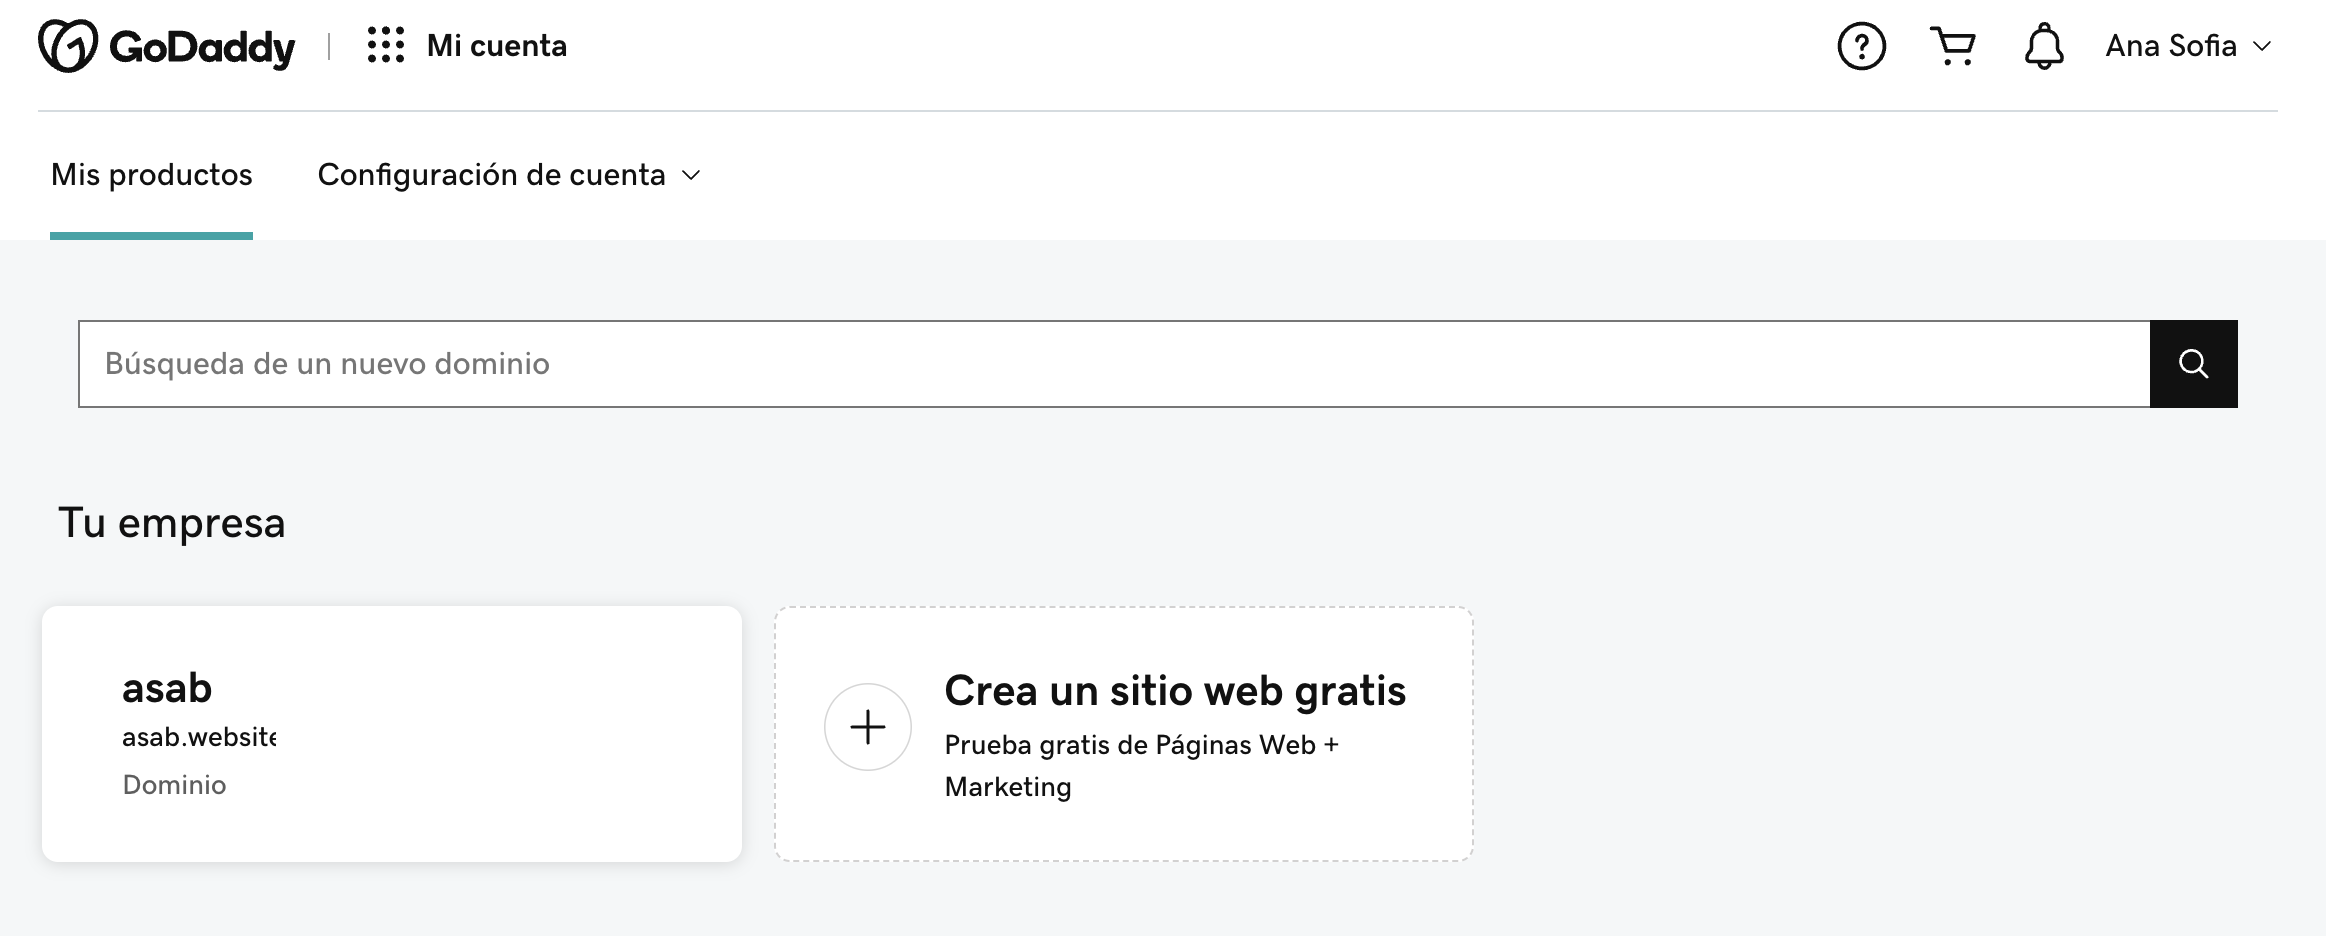 GoDaddy Mi cuenta ? Ana Sofia
Mis productos Configuración de cuenta
Búsqueda de un nuevo dominio
Tu empresa
asab
asab.website
Dominio
Crea un sitio web gratis
Prueba gratis de Páginas Web +
Marketing